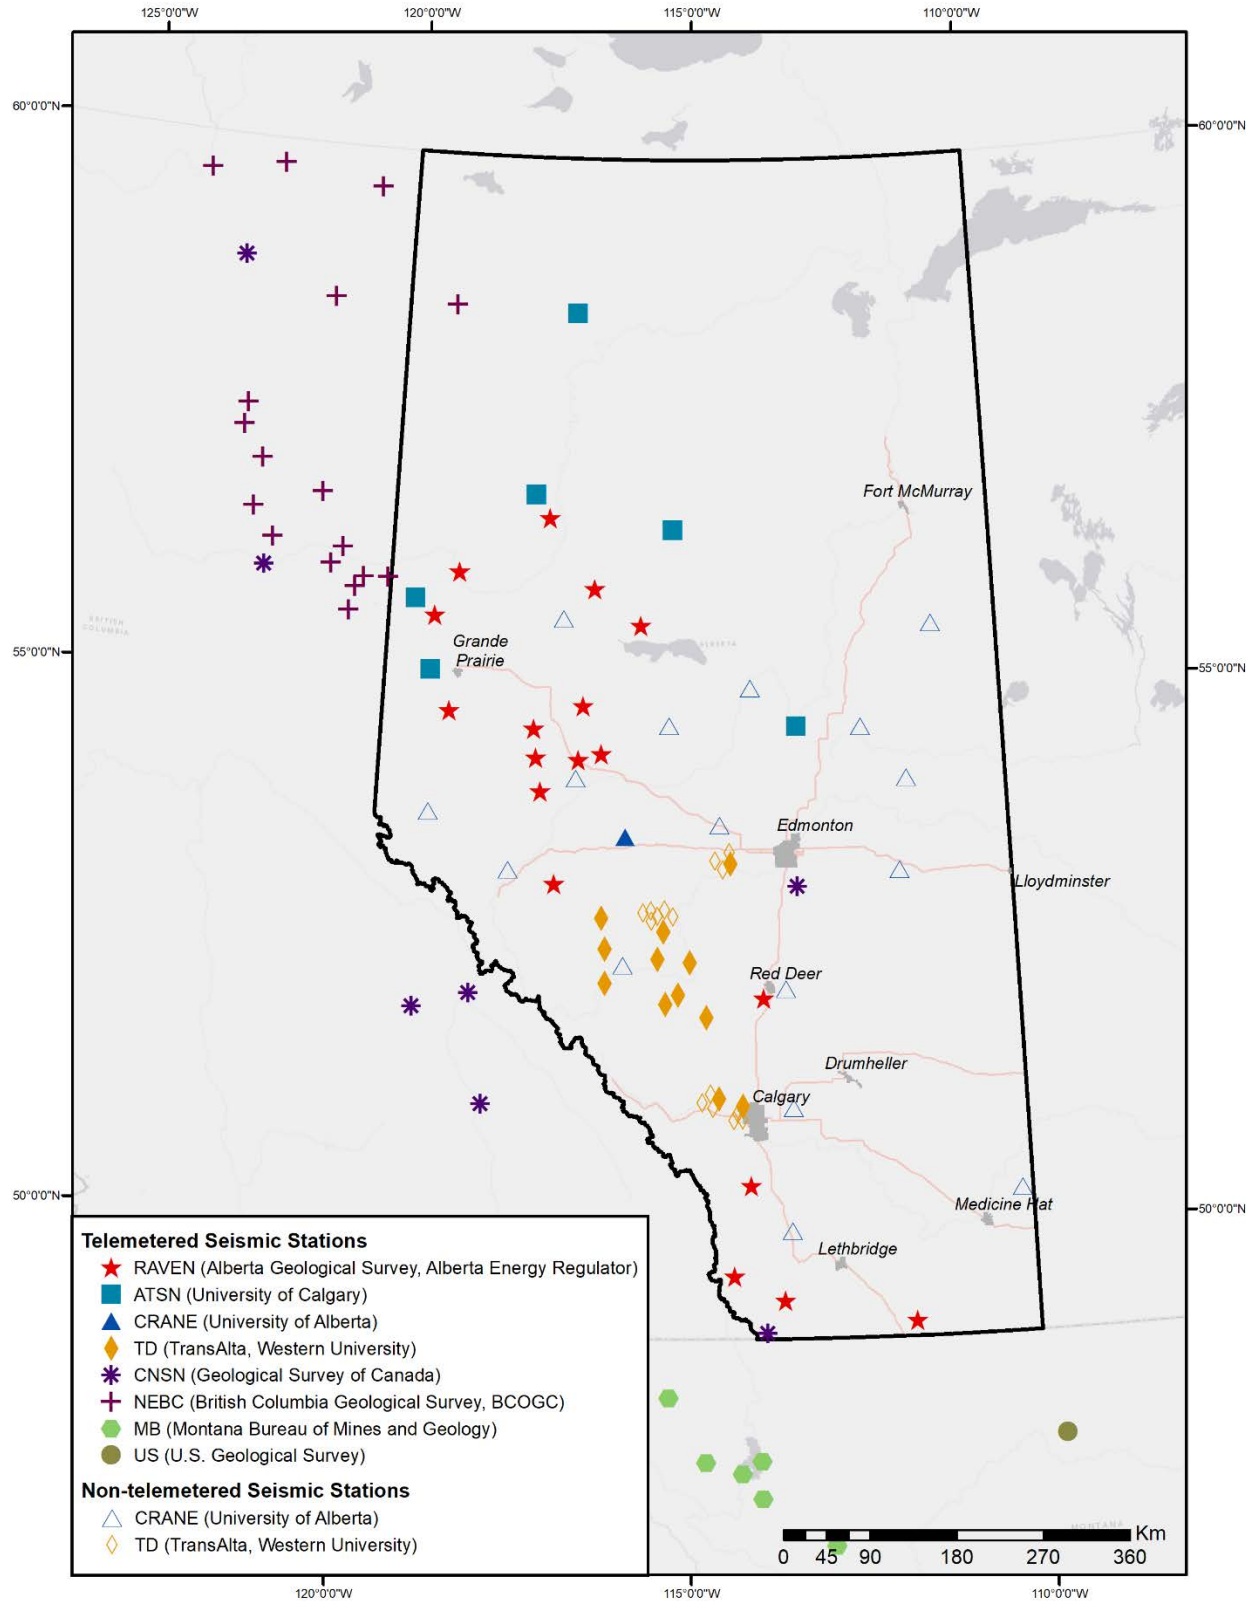 125°0'0"W
120°0'0"W
115°0'0"W
110°0'0"W
60°0'0"N
60°0'0"N
Fort McMurray
BRITISH
COLUMBIA
ALBERTA
Grande
Prairie
55°0'0"N
55°0'0"N
Edmonton
Lloydminster
Red Deer
Drumheller
Calgary
50°0'0"N
50°0'0"N
Medicine Hat
Lethbridge
Telemetered Seismic Stations
RAVEN (Alberta Geological Survey, Alberta Energy Regulator)
ATSN (University of Calgary)
CRANE (University of Alberta)
TD (TransAlta, Western University)
CNSN (Geological Survey of Canada)
NEBC (British Columbia Geological Survey, BCOGC)
MB (Montana Bureau of Mines and Geology)
US (U.S. Geological Survey)
Non-telemetered Seismic Stations
CRANE (University of Alberta)
TD (TransAlta, Western University)
MONTANA
Km
0 45 90 180 270 360
120°0'0"W
115°0'0"W
110°0'0"W